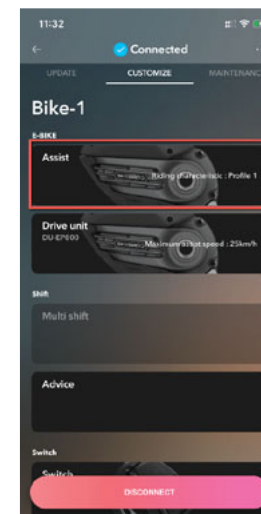 11:32
Connected
UPDATE CUSTOMIZE MAINTENANC
Bike-1
E-BIKE
Assist
Riding characteristic : Profile 1
Drive unit
DU-EP600
Maximum assist speed : 25km/h
Shift
Multi shift
Advice
Switch
Switch
DISCONNECT